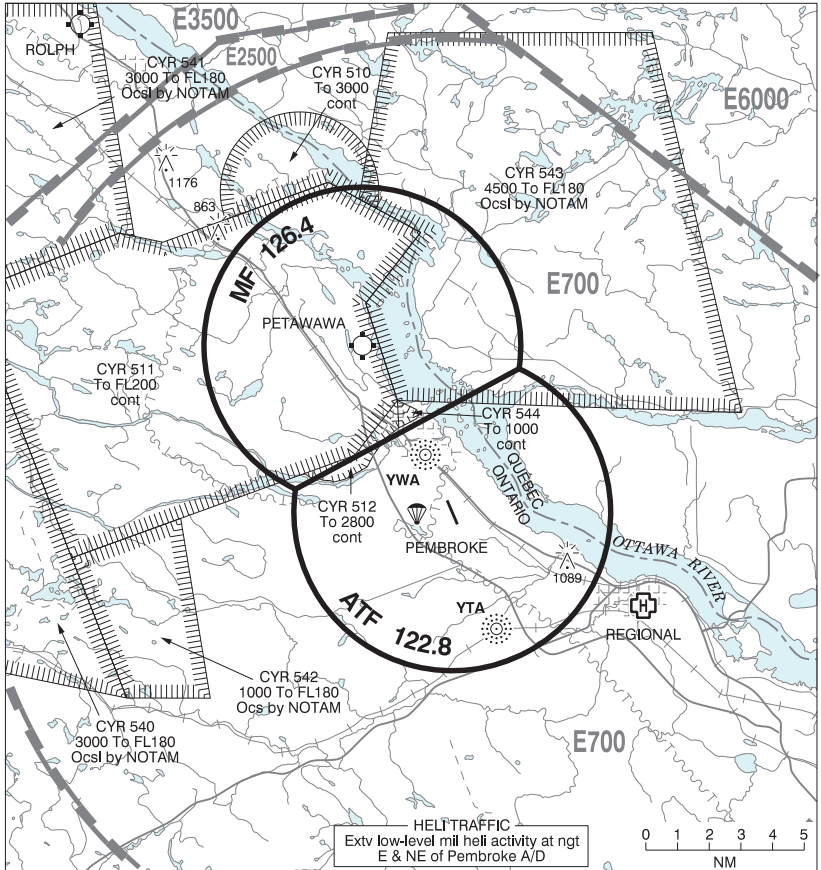 E3500
ROLPH
E2500
CYR 541
3000 To FL180
Ocsl by NOTAM
CYR 510
To 3000
cont
E6000
CYR 543
4500 To FL180
Ocsl by NOTAM
1176
863
MF 126.4
E700
PETAWAWA
CYR 511
To FL200
cont
CYR 544
To 1000
cont
QUEBEC
ONTARIO
YWA
CYR 512
To 2800
cont
PEMBROKE
OTTAWA RIVER
1089
ATF 122.8
YTA
REGIONAL
CYR 542
1000 To FL180
Ocs by NOTAM
CYR 540
3000 To FL180
Ocsl by NOTAM
E700
HELI TRAFFIC
Extv low-level mil heli activity at ngt
E & NE of Pembroke A/D
0 1 2 3 4 5
NM
H